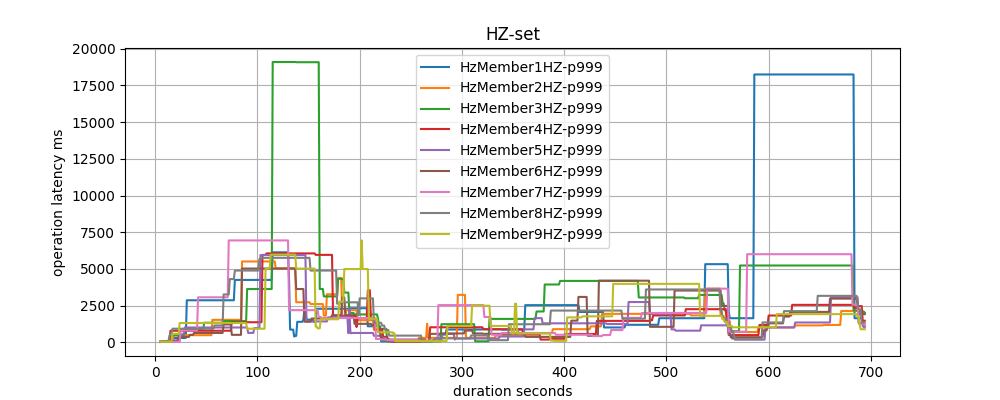 HZ-set
operation latency ms
20000
17500
15000
12500
10000
7500
5000
2500
0
HzMember1HZ-p999
HzMember2HZ-p999
HzMember3HZ-p999
HzMember4HZ-p999
HzMember5HZ-p999
HzMember6HZ-p999
HzMember7HZ-p999
HzMember8HZ-p999
HzMember9HZ-p999
0 100 200 300 400 500 600 700
duration seconds